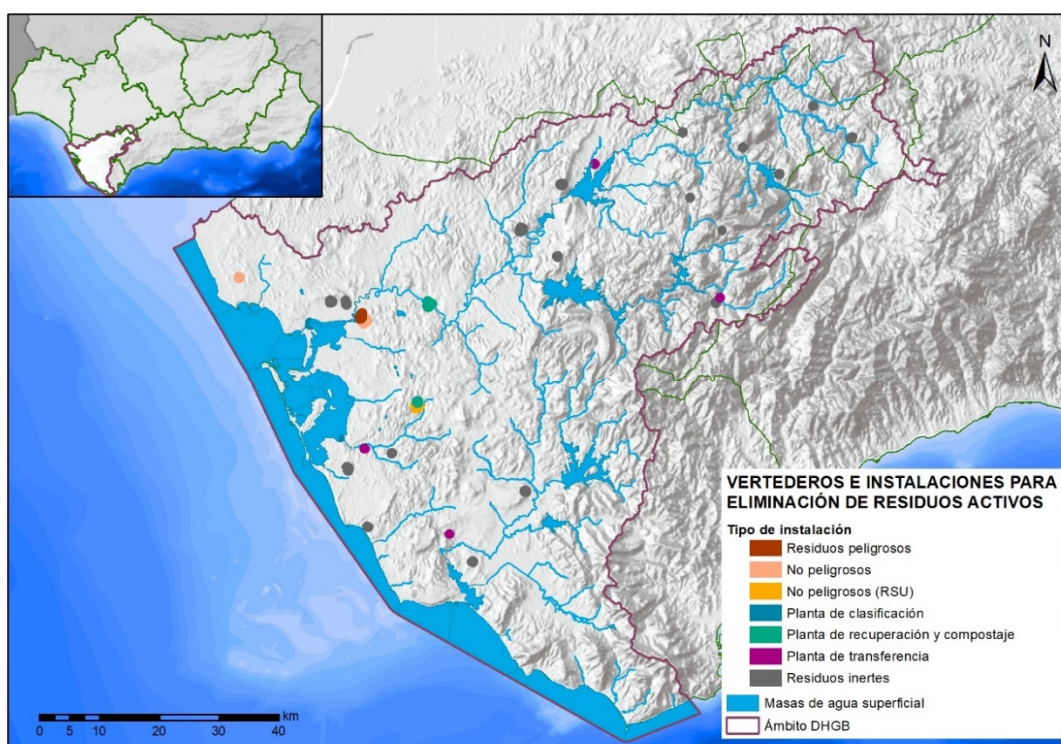 N
VERTEDEROS E INSTALACIONES PARA
ELIMINACIÓN DE RESIDUOS ACTIVOS
Tipo de instalación
Residuos peligrosos
No peligrosos
No peligrosos (RSU)
Planta de clasificación
Planta de recuperación y compostaje
Planta de transferencia
Residuos inertes
Masas de agua superficial
Ámbito DHGB
km
0 5 10 20 30 40